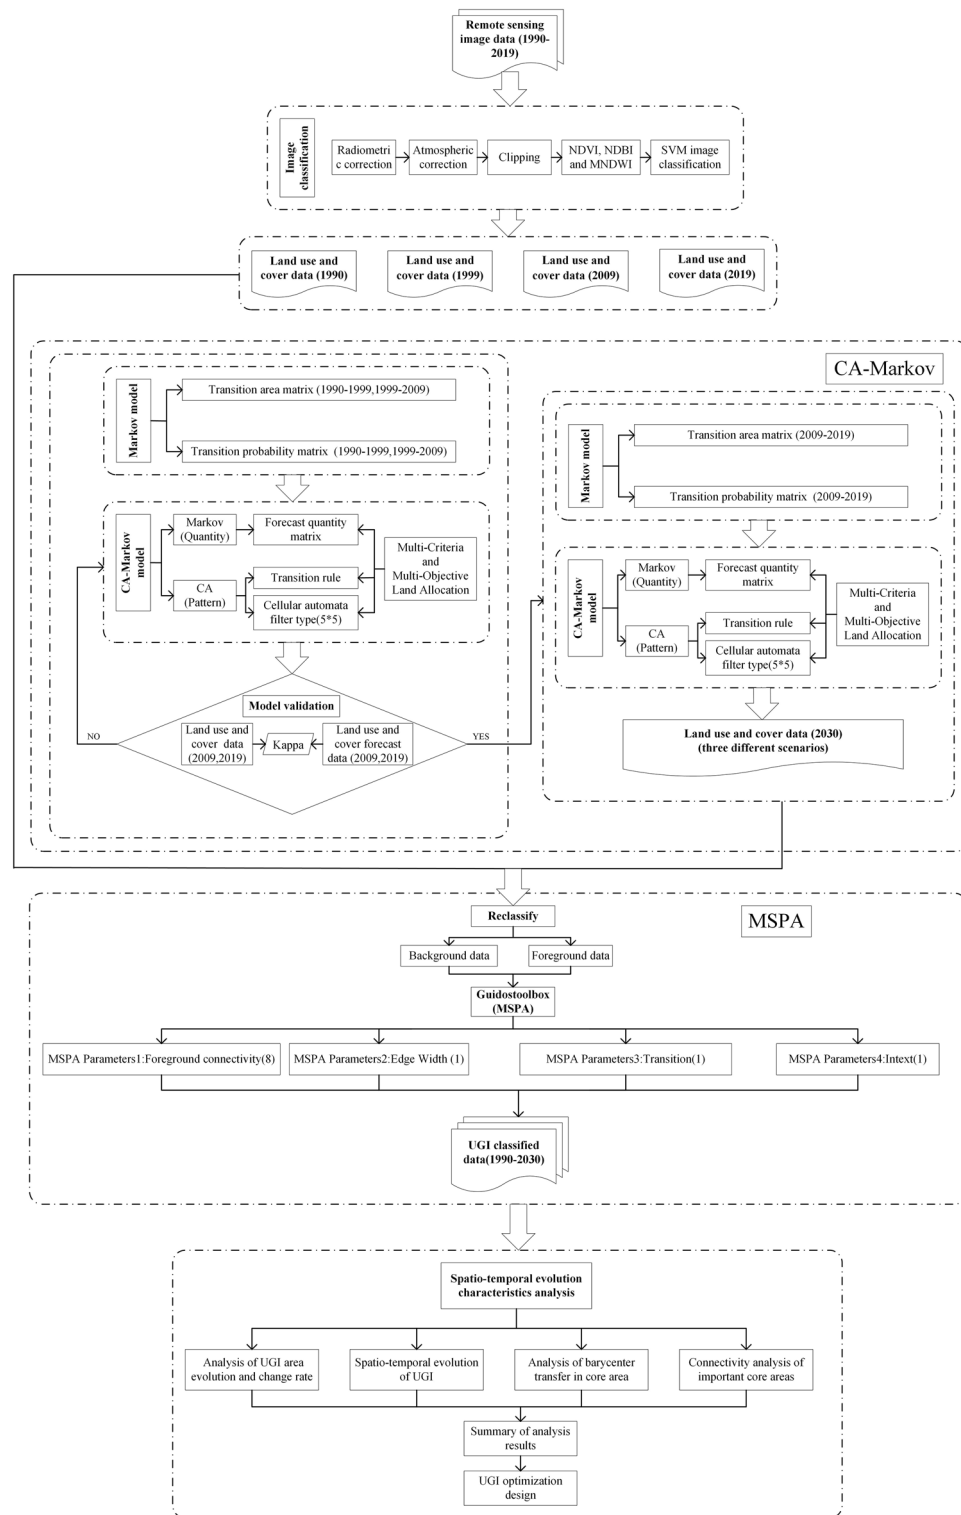 Remote sensing
image data (1990-
2019)
Image
classification
Radiometri
c correction
Atmospheric
correction
Clipping
NDVI, NDBI
and MNDWI
SVM image
classification
Land use and
cover data (1990)
Land use and
cover data (1999)
Land use and
cover data (2009)
Land use and
cover data (2019)
CA-Markov
Markov model
Transition area matrix (1990-1999,1999-2009)
Transition probability matrix (1990-1999,1999-2009)
CA-Markov
model
Markov
(Quantity)
Forecast quantity
matrix
CA
(Pattern)
Transition rule
Cellular automata
filter type(5*5)
Multi-Criteria
and
Multi-Objective
Land Allocation
Model validation
Land use and
cover data
(2009,2019)
Kappa
Land use and
cover forecast
data (2009,2019)
NO
YES
Markov model
Transition area matrix (2009-2019)
Transition probability matrix (2009-2019)
CA-Markov
model
Markov
(Quantity)
Forecast quantity
matrix
CA
(Pattern)
Transition rule
Cellular automata
filter type(5*5)
Multi-Criteria
and
Multi-Objective
Land Allocation
Land use and cover data (2030)
(three different scenarios)
MSPA
Reclassify
Background data
Foreground data
Guidostoolbox
(MSPA)
MSPA Parameters1:Foreground connectivity(8)
MSPA Parameters2:Edge Width (1)
MSPA Parameters3:Transition(1)
MSPA Parameters4:Intext(1)
UGI classified
data(1990-2030)
Spatio-temporal evolution
characteristics analysis
Analysis of UGI area
evolution and change rate
Spatio-temporal evolution
of UGI
Analysis of barycenter
transfer in core area
Connectivity analysis of
important core areas
Summary of analysis
results
UGI optimization
design